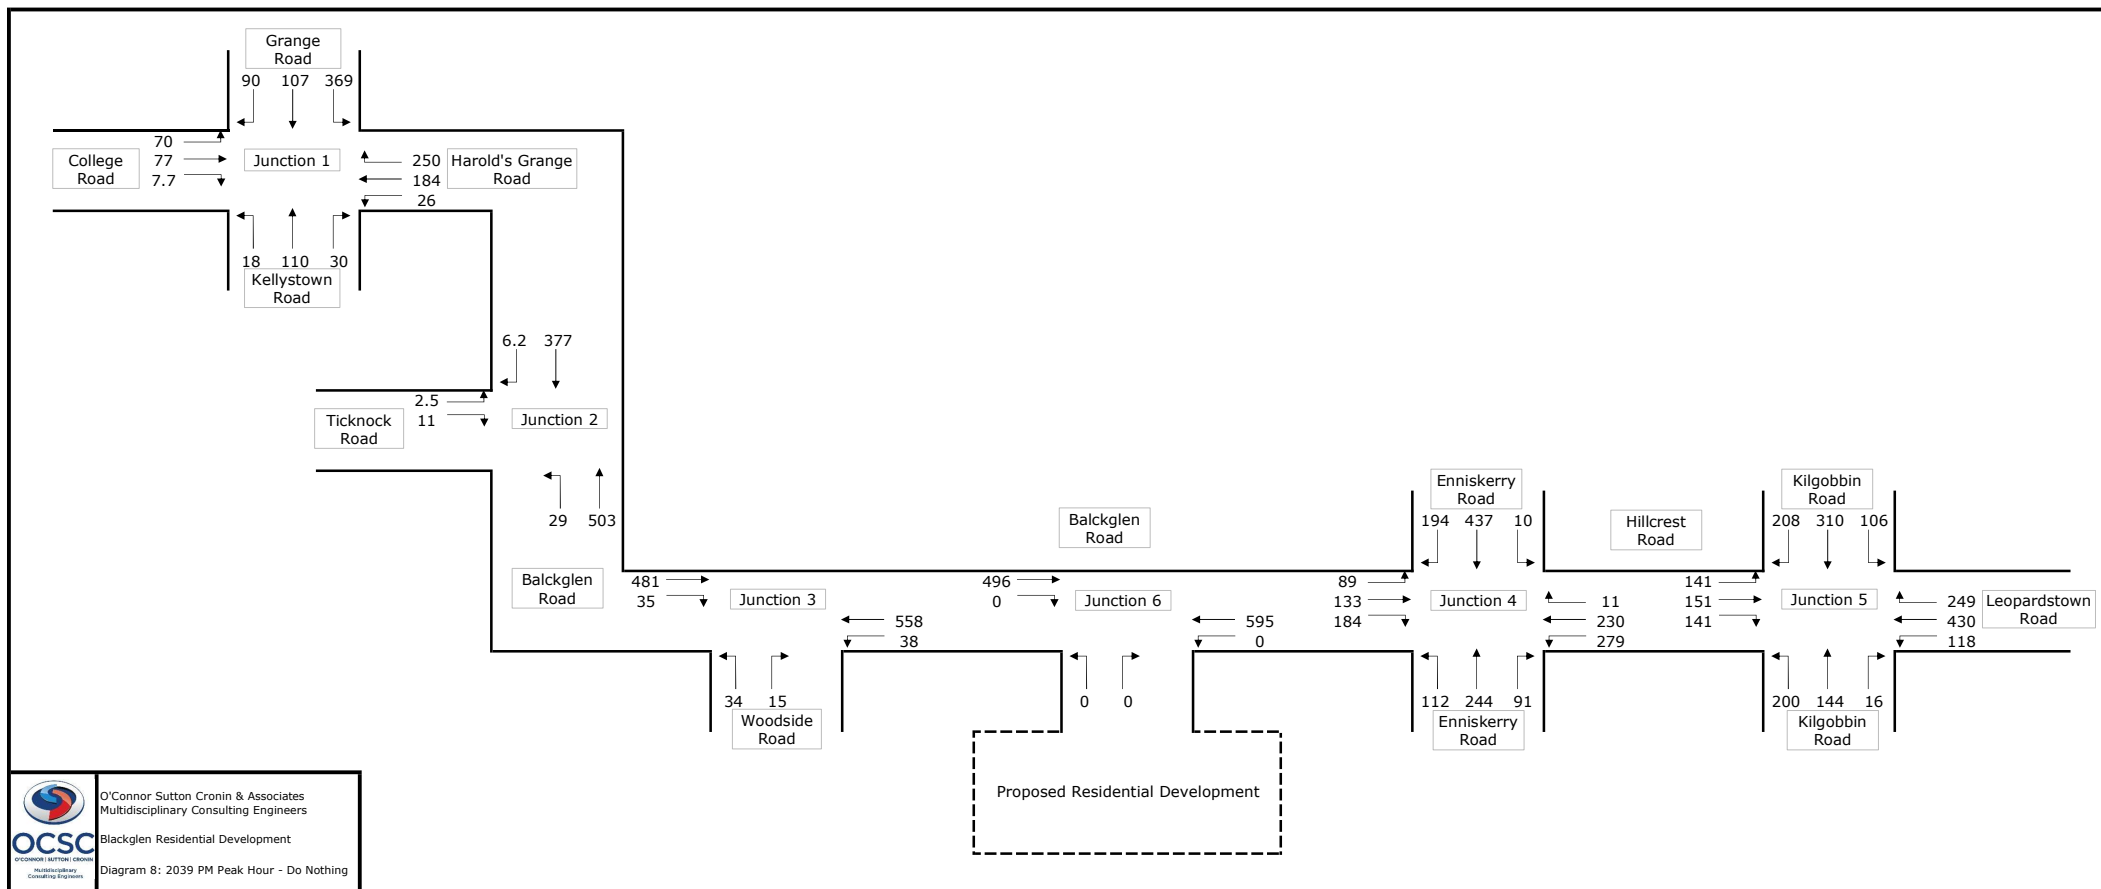 Grange
Road
90 107 369
70
77
7.7
College
Road
Junction 1
250
184
26
Harold's Grange
Road
18 110 30
Kellystown
Road
6.2 377
2.5
11
Ticknock
Road
Junction 2
29 503
Balckglen
Road
481
35
Junction 3
558
38
34 15
Woodside
Road
Balckglen
Road
496
0
Junction 6
595
0
0 0
Proposed Residential Development
Enniskerry
Road
194 437 10
89
133
184
Junction 4
11
230
279
112 244 91
Enniskerry
Road
Hillcrest
Road
Kilgobbin
Road
208 310 106
141
151
141
Junction 5
249
430
118
Leopardstown
Road
200 144 16
Kilgobbin
Road
OCSC
O'CONNOR | SUTTON | CRONIN
Multidisciplinary
Consulting Engineers
O'Connor Sutton Cronin & Associates
Multidisciplinary Consulting Engineers
Blackglen Residential Development
Diagram 8: 2039 PM Peak Hour - Do Nothing